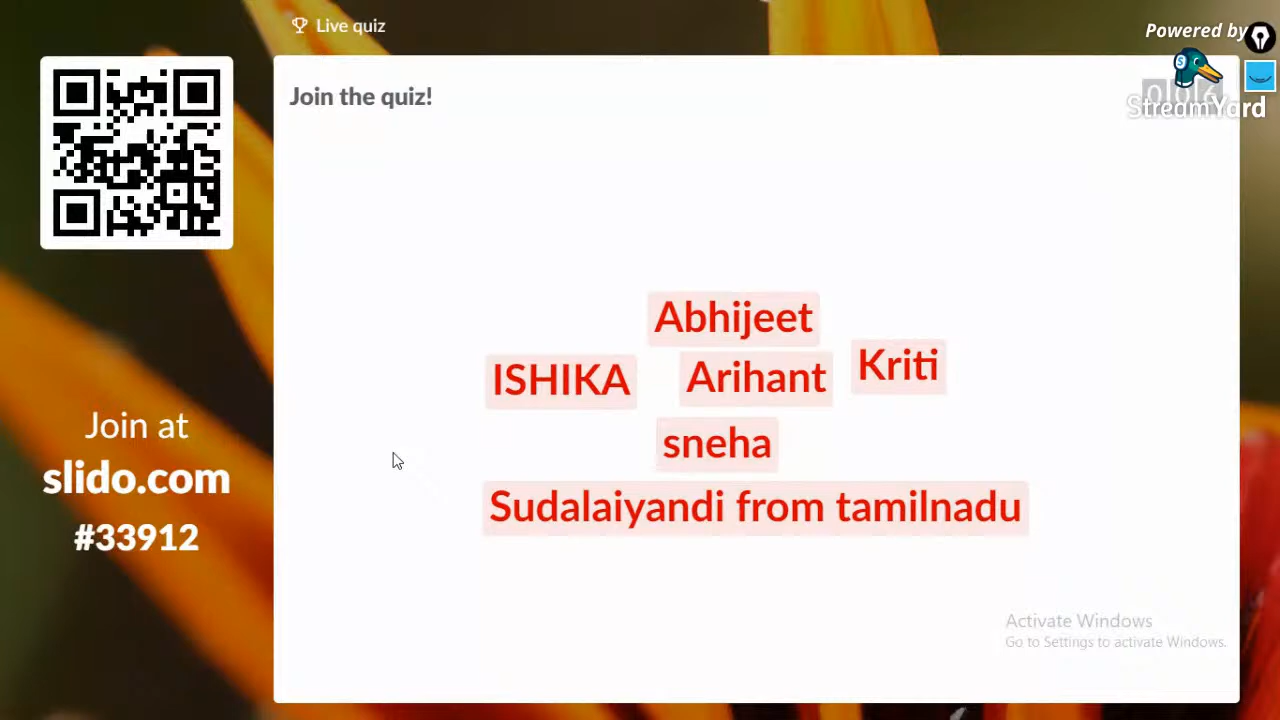 Live quiz
Powered by
Join the quiz!
006
StreamYard
Abhijeet
ISHIKA Arihant Kriti
sneha
Sudalaiyandi from tamilnadu
Join at
slido.com
#33912
Activate Windows
Go to Settings to activate Windows.